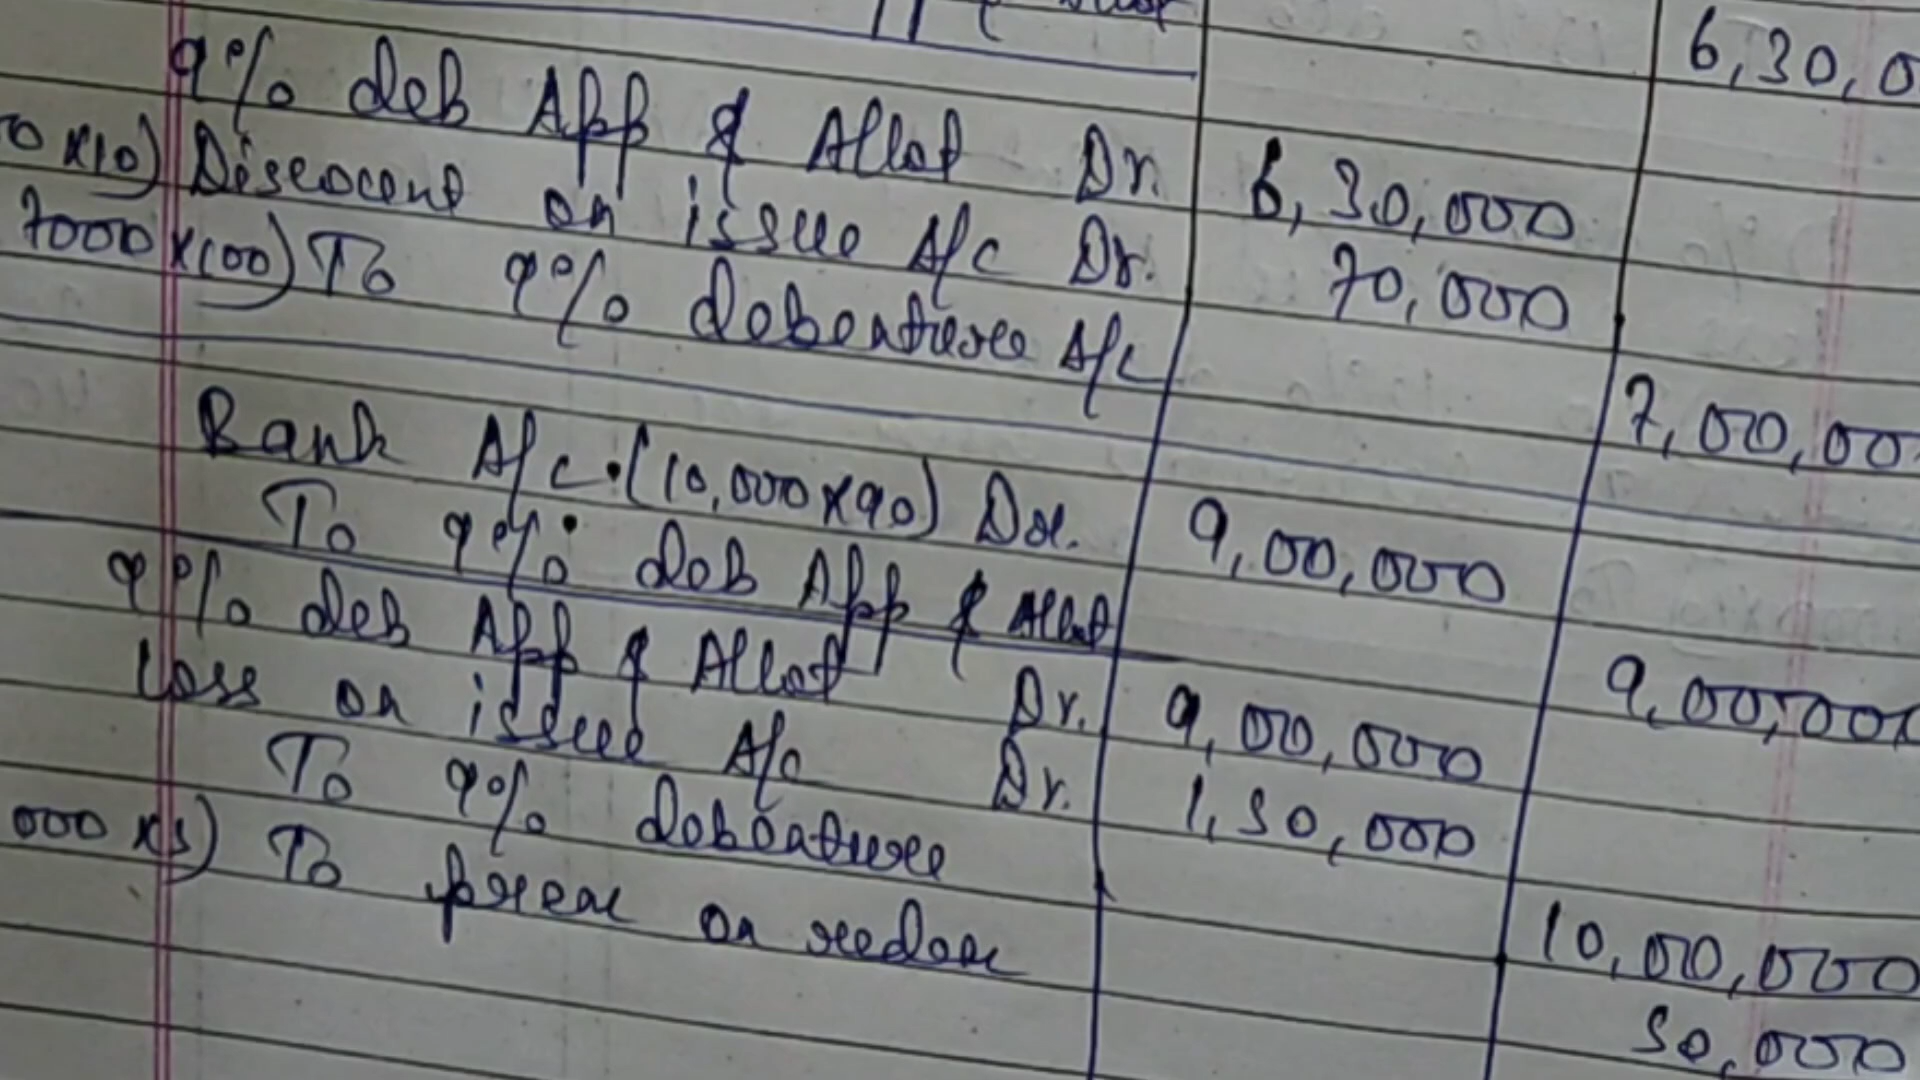 6,30,0
9% deb App & Allot Dr. 6,30,000
0x10) Discount on issue A/c Dr. 70,000
7000x100) To 9% debenture A/c 7,00,00
Bank A/c (10,000x90) Dr. 9,00,000
To 9% deb App & Allot 9,00,000
9% deb App & Allot Dr. 9,00,000
Loss on issue A/c Dr. 1,50,000
To 9% debenture 10,00,000
000x5) To prem on redem 50,000